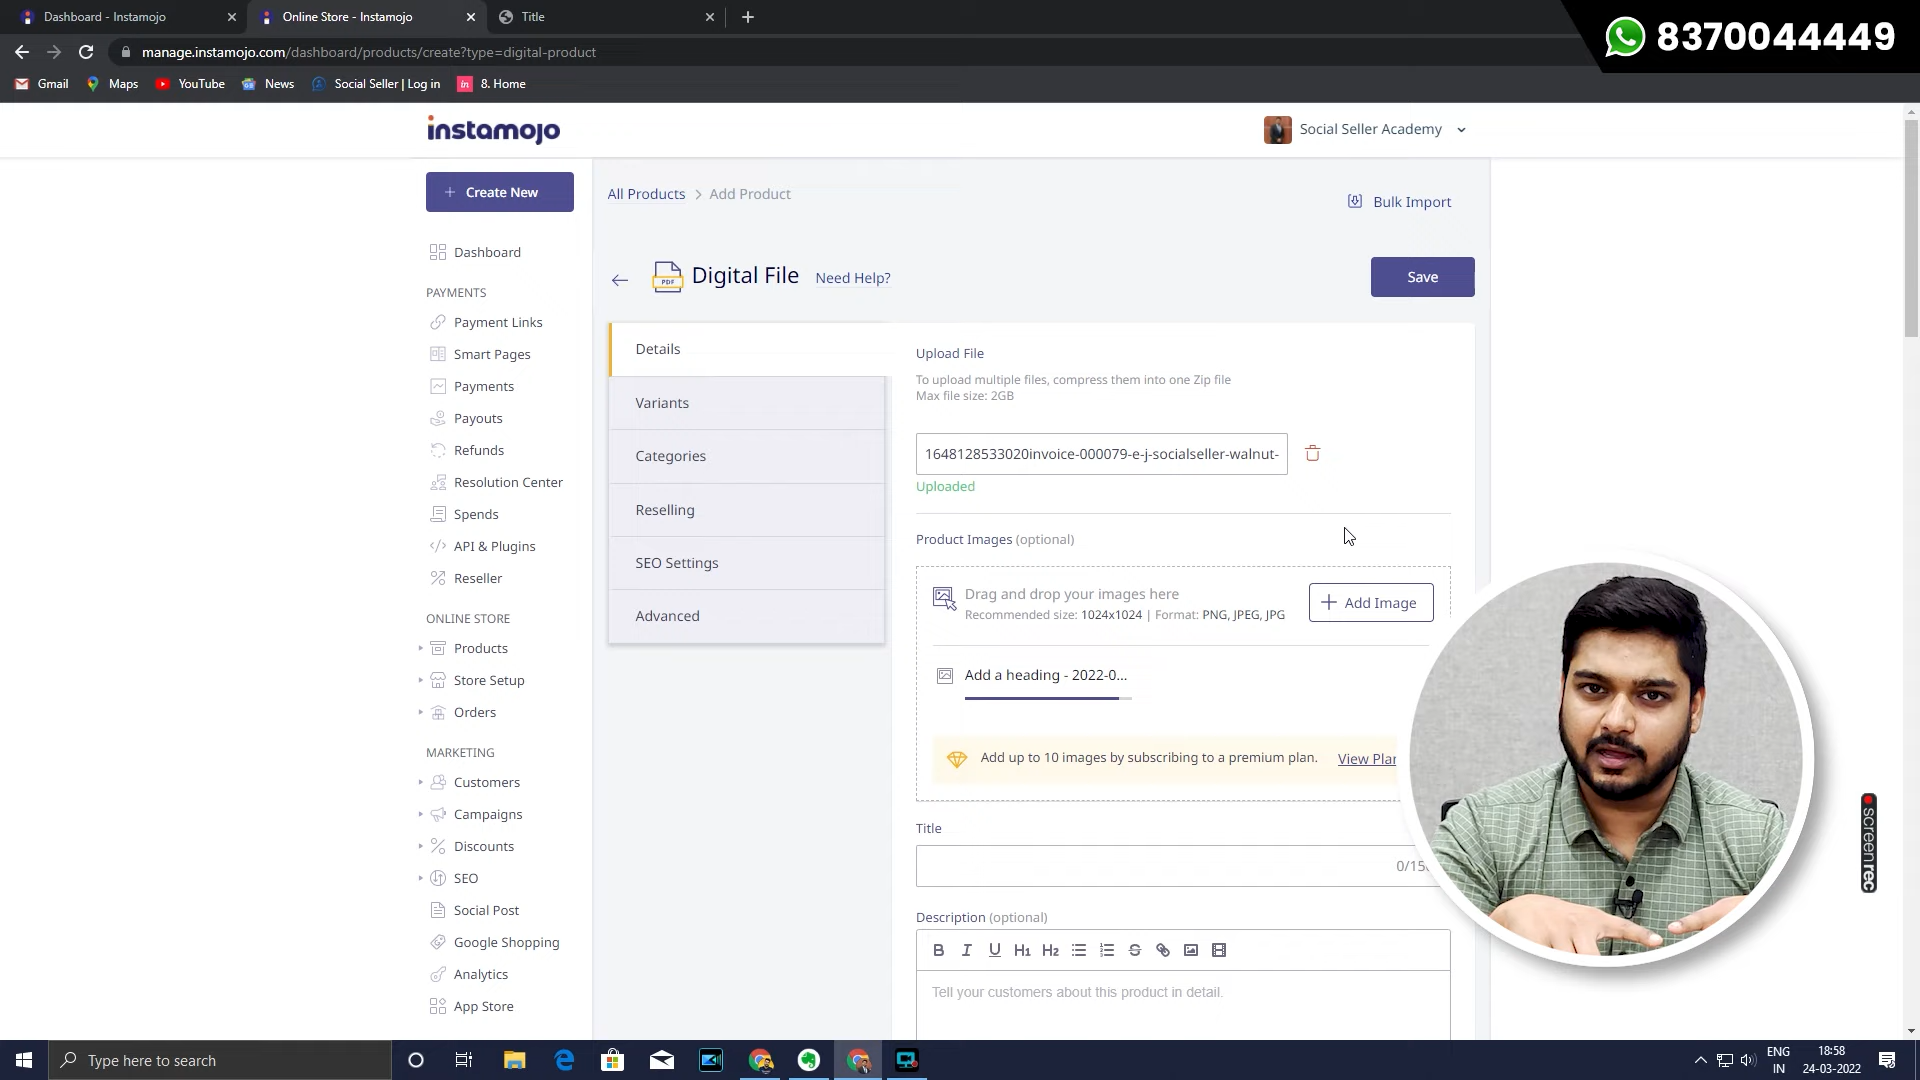 Dashboard - Instamojo
Online Store - Instamojo
Title
8370044449
manage.instamojo.com/dashboard/products/create?type=digital-product
Gmail
Maps
YouTube
News
Social Seller | Log in
in
8. Home
instamojo
Social Seller Academy
+ Create New
All Products > Add Product
Bulk Import
Dashboard
PDF
Digital File
Need Help?
Save
PAYMENTS
Payment Links
Smart Pages
Payments
Payouts
Refunds
Resolution Center
Spends
API & Plugins
Reseller
ONLINE STORE
Products
Store Setup
Orders
MARKETING
Customers
Campaigns
Discounts
SEO
Social Post
Google Shopping
Analytics
App Store
Details
Variants
Categories
Reselling
SEO Settings
Advanced
Upload File
To upload multiple files, compress them into one Zip file
Max file size: 2GB
1648128533020invoice-000079-e-j-socialseller-walnut-
Uploaded
Product Images (optional)
Drag and drop your images here
Recommended size: 1024x1024 | Format: PNG, JPEG, JPG
+ Add Image
Add a heading - 2022-0...
Add up to 10 images by subscribing to a premium plan.
View Plan
Title
0/15
Description (optional)
B I U H1 H2
Tell your customers about this product in detail.
screenrec
Type here to search
ENG
IN
18:58
24-03-2022